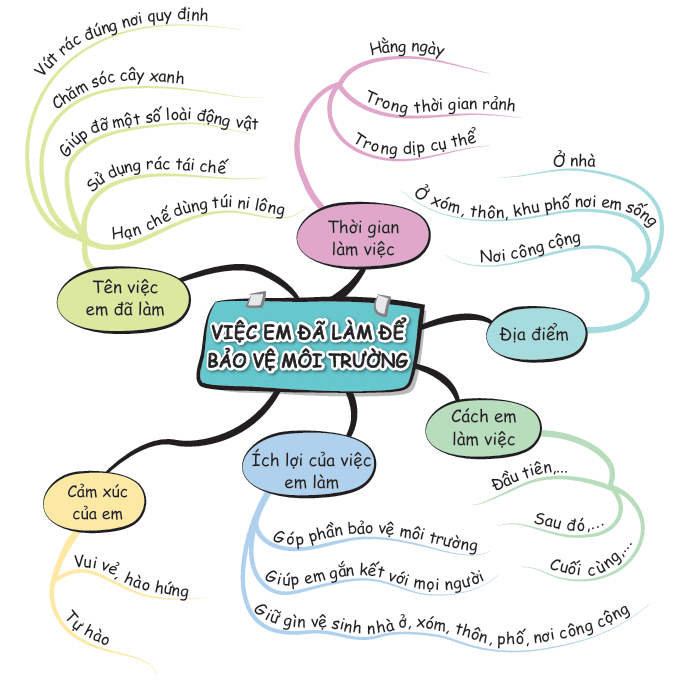 VIỆC EM ĐÃ LÀM ĐỂ
BẢO VỆ MÔI TRƯỜNG
Tên việc
em đã làm
Vứt rác đúng nơi quy định
Chăm sóc cây xanh
Giúp đỡ một số loài động vật
Sử dụng rác tái chế
Hạn chế dùng túi ni lông
Thời gian
làm việc
Hằng ngày
Trong thời gian rảnh
Trong dịp cụ thể
Địa điểm
Ở nhà
Ở xóm, thôn, khu phố nơi em sống
Nơi công cộng
Cách em
làm việc
Đầu tiên,...
Sau đó,...
Cuối cùng,...
Ích lợi của việc
em làm
Góp phần bảo vệ môi trường
Giúp em gắn kết với mọi người
Giữ gìn vệ sinh nhà ở, xóm, thôn, phố, nơi công cộng
Cảm xúc
của em
Vui vẻ, hào hứng
Tự hào